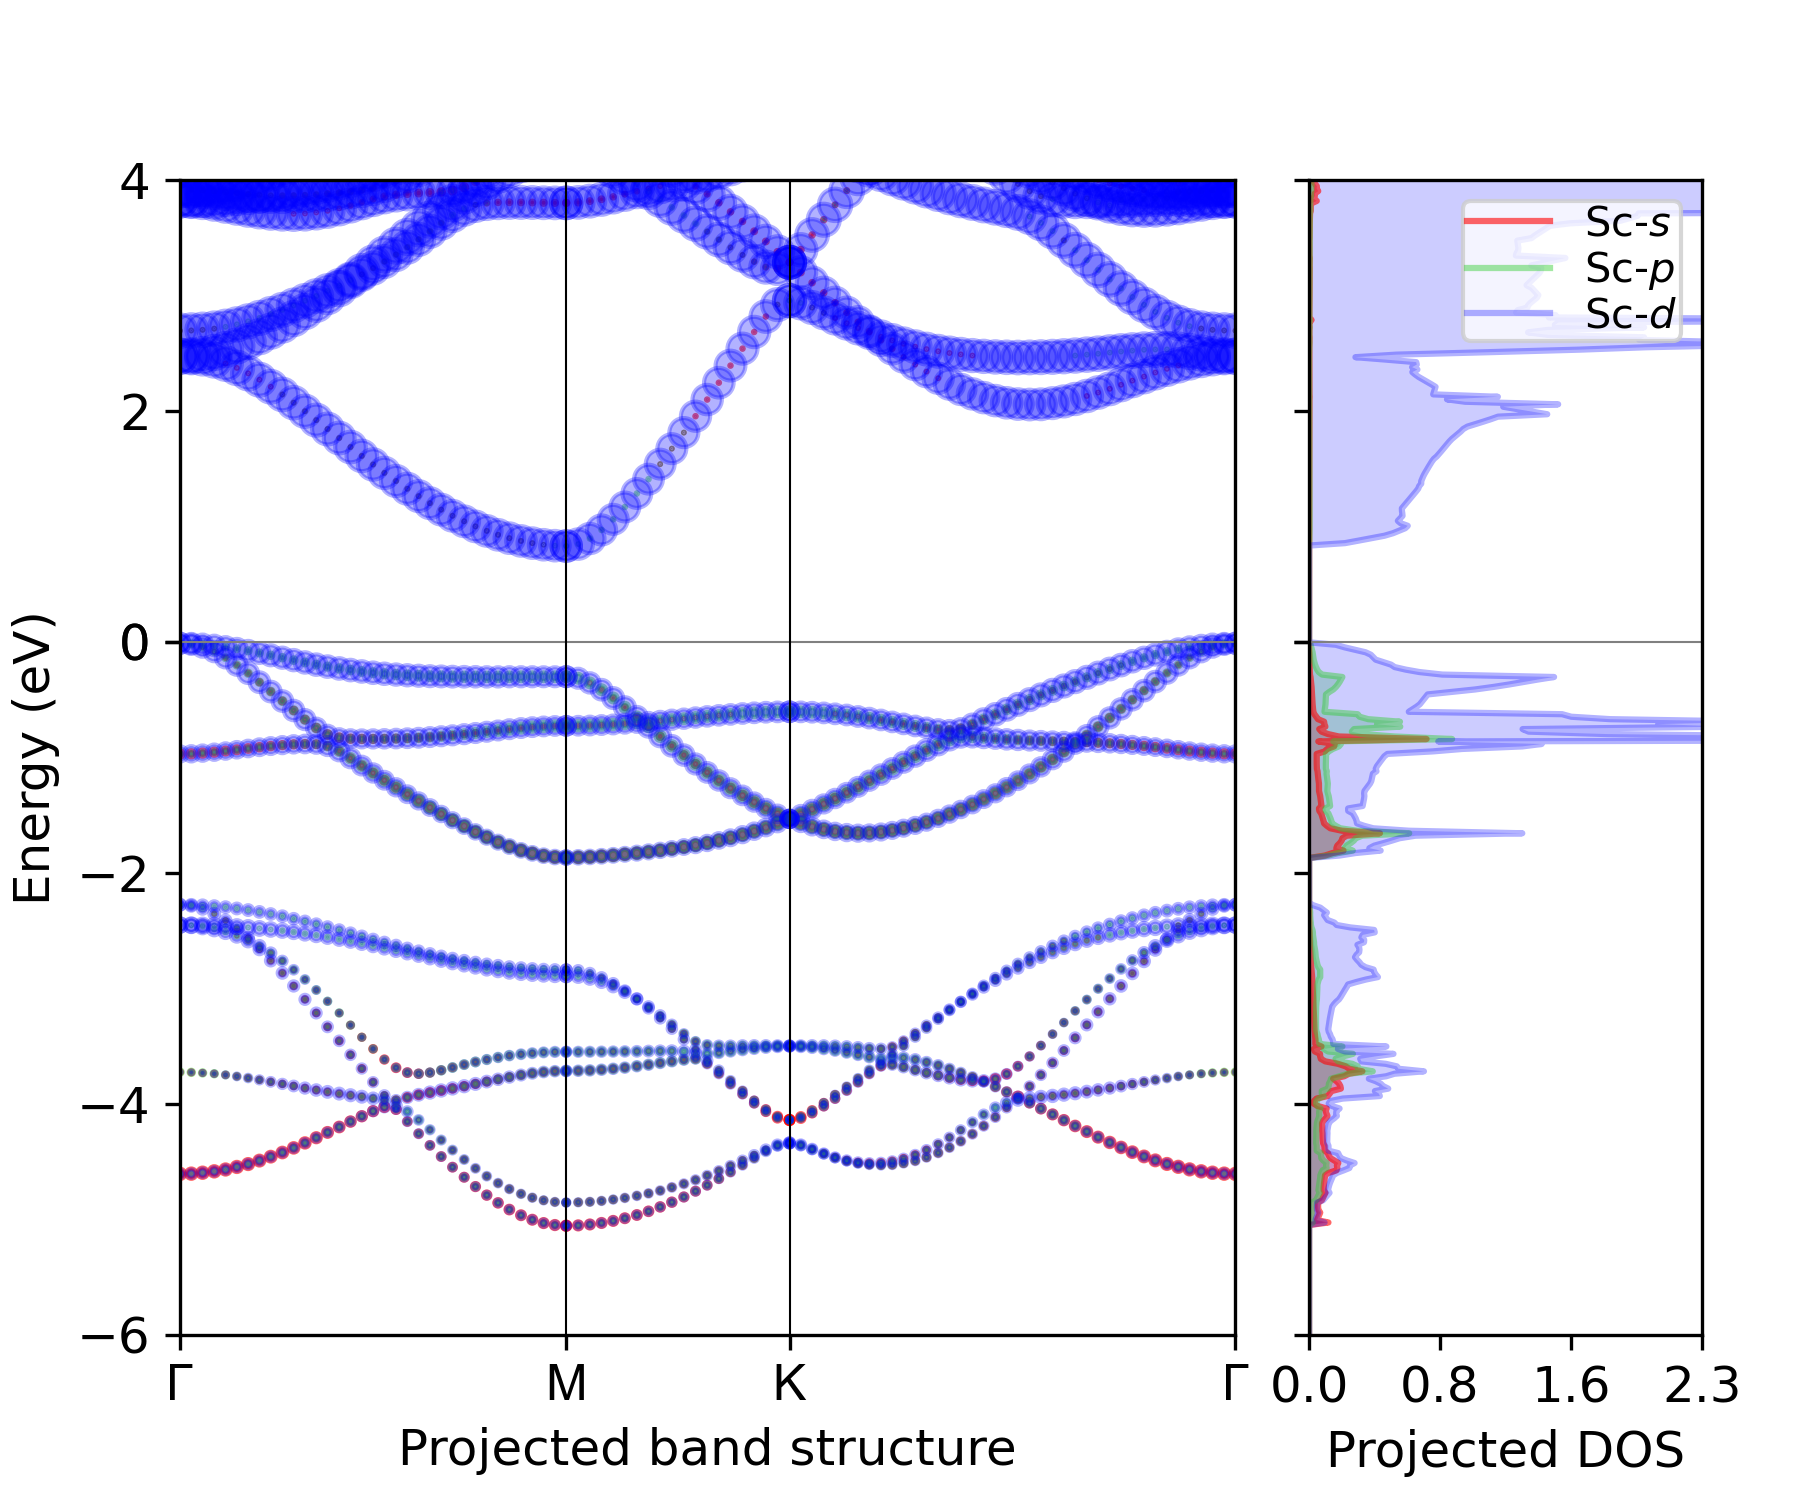 4
2
0
−2
−4
−6
Energy (eV)
Γ
M
K
Γ
Projected band structure
Sc-s
Sc-p
Sc-d
0.0
0.8
1.6
2.3
Projected DOS